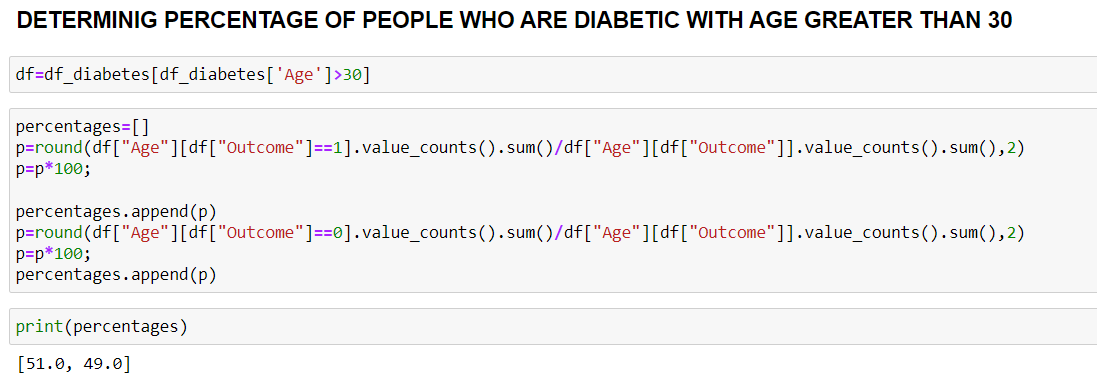 DETERMINIG PERCENTAGE OF PEOPLE WHO ARE DIABETIC WITH AGE GREATER THAN 30
df=df_diabetes[df_diabetes['Age']>30]
percentages=[]
p=round(df["Age"][df["Outcome"]==1].value_counts().sum()/df["Age"][df["Outcome"]].value_counts().sum(),2)
p=p*100;
percentages.append(p)
p=round(df["Age"][df["Outcome"]==0].value_counts().sum()/df["Age"][df["Outcome"]].value_counts().sum(),2)
p=p*100;
percentages.append(p)
print(percentages)
[51.0, 49.0]